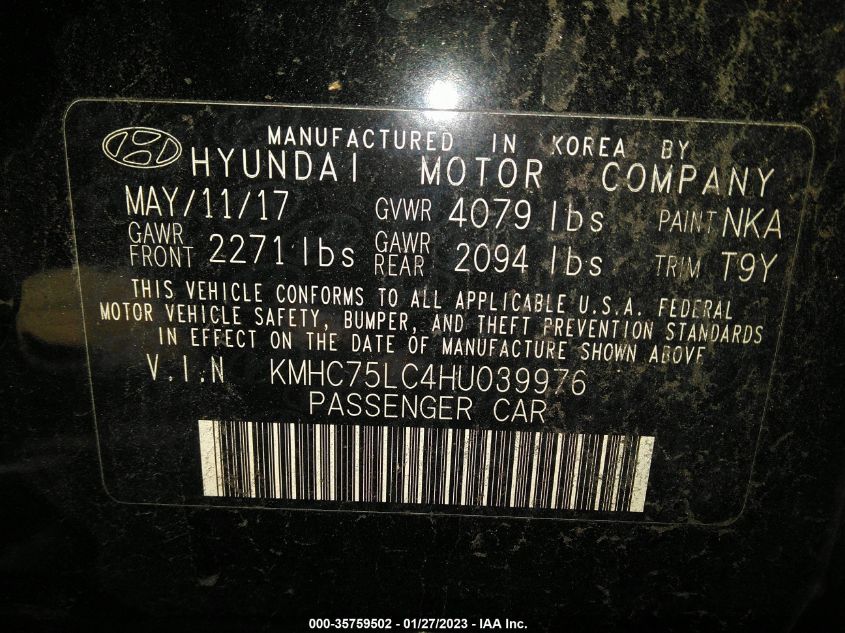 MANUFACTURED IN KOREA BY
HYUNDAI MOTOR COMPANY
MAY/11/17 GVWR 4079 lbs PAINT NKA
GAWR FRONT 2271 lbs GAWR REAR 2094 lbs TRIM T9Y
THIS VEHICLE CONFORMS TO ALL APPLICABLE U.S.A. FEDERAL
MOTOR VEHICLE SAFETY, BUMPER, AND THEFT PREVENTION STANDARDS
IN EFFECT ON THE DATE OF MANUFACTURE SHOWN ABOVE
V.I.N KMHC75LC4HU039976
PASSENGER CAR
000-35759502 - 01/27/2023 - IAA Inc.